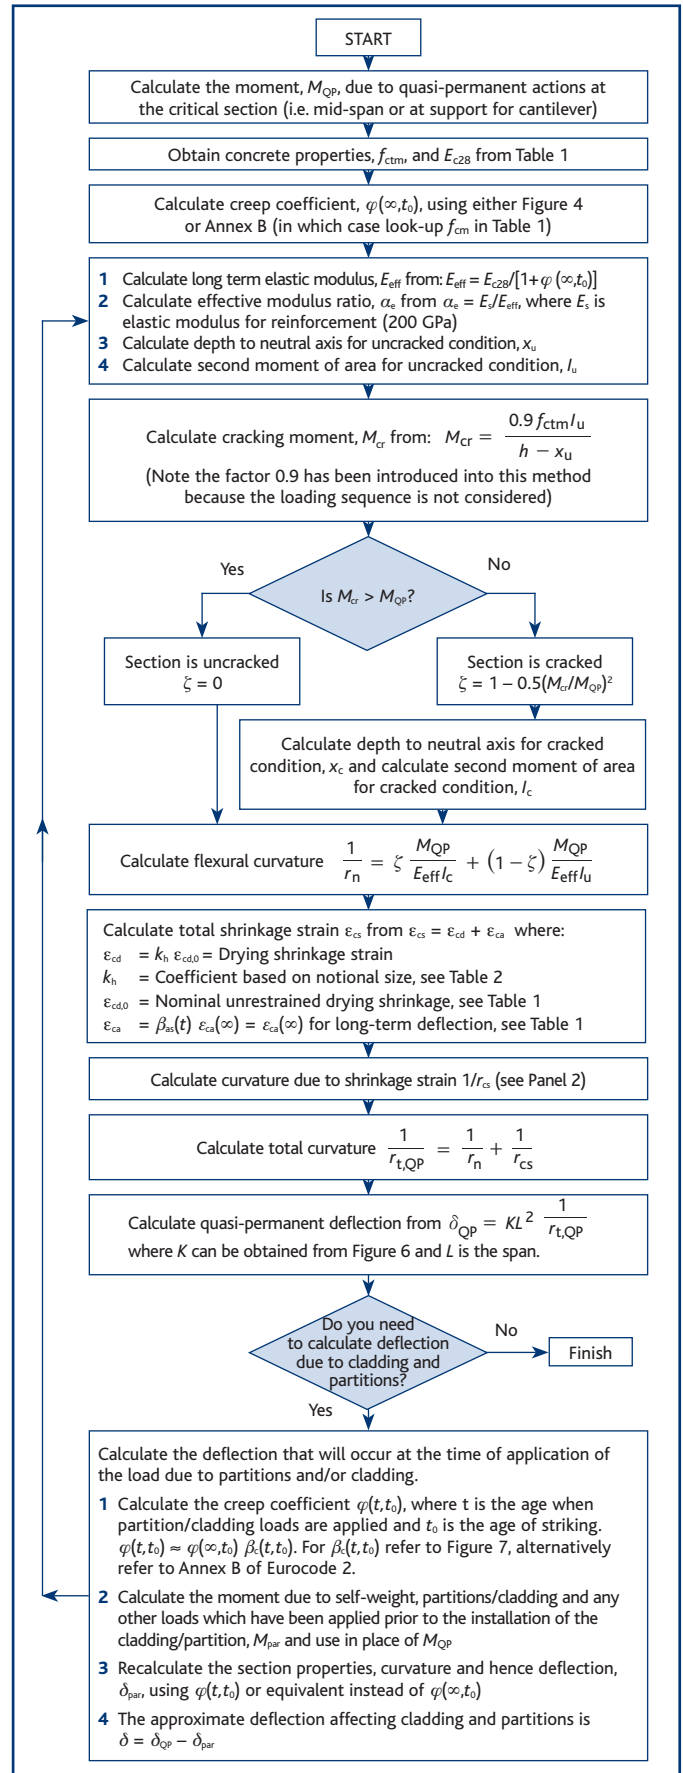 START
Calculate the moment, M_QP, due to quasi-permanent actions at
the critical section (i.e. mid-span or at support for cantilever)
Obtain concrete properties, f_ctm, and E_c28 from Table 1
Calculate creep coefficient, φ(∞,t₀), using either Figure 4
or Annex B (in which case look-up f_cm in Table 1)
1 Calculate long term elastic modulus, E_eff from: E_eff = E_c28/[1+φ (∞,t₀)]
2 Calculate effective modulus ratio, α_e from α_e = E_s/E_eff, where E_s is
elastic modulus for reinforcement (200 GPa)
3 Calculate depth to neutral axis for uncracked condition, x_u
4 Calculate second moment of area for uncracked condition, I_u
Calculate cracking moment, M_cr from: M_cr = 0.9 f_ctm I_u / (h − x_u)
(Note the factor 0.9 has been introduced into this method
because the loading sequence is not considered)
Yes
No
Is M_cr > M_QP?
Section is uncracked
ζ = 0
Section is cracked
ζ = 1 – 0.5(M_cr/M_QP)²
Calculate depth to neutral axis for cracked
condition, x_c and calculate second moment of area
for cracked condition, I_c
Calculate flexural curvature 1/r_n = ζ M_QP/(E_eff I_c) + (1 − ζ) M_QP/(E_eff I_u)
Calculate total shrinkage strain ε_cs from ε_cs = ε_cd + ε_ca where:
ε_cd = k_h ε_cd,0 = Drying shrinkage strain
k_h = Coefficient based on notional size, see Table 2
ε_cd,0 = Nominal unrestrained drying shrinkage, see Table 1
ε_ca = β_as(t) ε_ca(∞) = ε_ca(∞) for long-term deflection, see Table 1
Calculate curvature due to shrinkage strain 1/r_cs (see Panel 2)
Calculate total curvature 1/r_t,QP = 1/r_n + 1/r_cs
Calculate quasi-permanent deflection from δ_QP = KL² 1/r_t,QP
where K can be obtained from Figure 6 and L is the span.
Do you need
to calculate deflection
due to cladding and
partitions?
No
Finish
Yes
Calculate the deflection that will occur at the time of application of
the load due to partitions and/or cladding.
1 Calculate the creep coefficient φ(t,t₀), where t is the age when
partition/cladding loads are applied and t₀ is the age of striking.
φ(t,t₀) ≈ φ(∞,t₀) β_c(t,t₀). For β_c(t,t₀) refer to Figure 7, alternatively
refer to Annex B of Eurocode 2.
2 Calculate the moment due to self-weight, partitions/cladding and any
other loads which have been applied prior to the installation of the
cladding/partition, M_par and use in place of M_QP
3 Recalculate the section properties, curvature and hence deflection,
δ_par, using φ(t,t₀) or equivalent instead of φ(∞,t₀)
4 The approximate deflection affecting cladding and partitions is
δ = δ_QP – δ_par